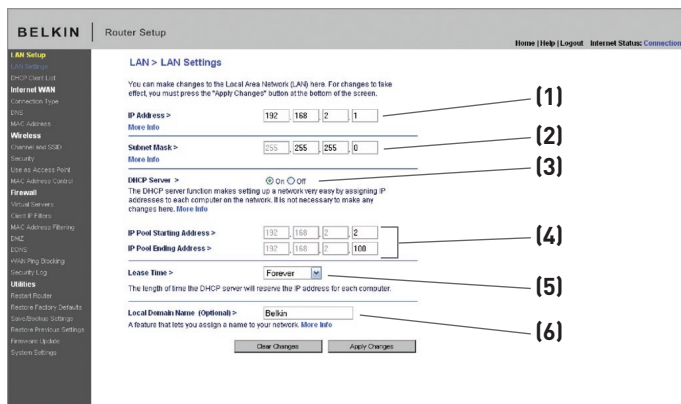 BELKIN Router Setup
Home | Help | Logout Internet Status: Connection
LAN Setup
LAN Settings
DHCP Client List
Internet WAN
Connection Type
DNS
MAC Address
Wireless
Channel and SSID
Security
Use as Access Point
MAC Address Control
Firewall
Virtual Servers
Client IP Filters
MAC Address Filtering
DMZ
DDNS
WAN Ping Blocking
Security Log
Utilities
Restart Router
Restore Factory Defaults
Save/Backup Settings
Restore Previous Settings
Firmware Update
System Settings
LAN > LAN Settings
You can make changes to the Local Area Network (LAN) here. For changes to take
effect, you must press the "Apply Changes" button at the bottom of the screen.
IP Address > 192 . 168 . 2 . 1 (1)
More Info
Subnet Mask > 255 . 255 . 255 . 0 (2)
More Info
DHCP Server > On Off (3)
The DHCP server function makes setting up a network very easy by assigning IP
addresses to each computer on the network. It is not necessary to make any
changes here. More Info
IP Pool Starting Address > 192 . 168 . 2 . 2 (4)
IP Pool Ending Address > 192 . 168 . 2 . 100
Lease Time > Forever (5)
The length of time the DHCP server will reserve the IP address for each computer.
Local Domain Name (Optional) > Belkin (6)
A feature that lets you assign a name to your network. More Info
Clear Changes Apply Changes